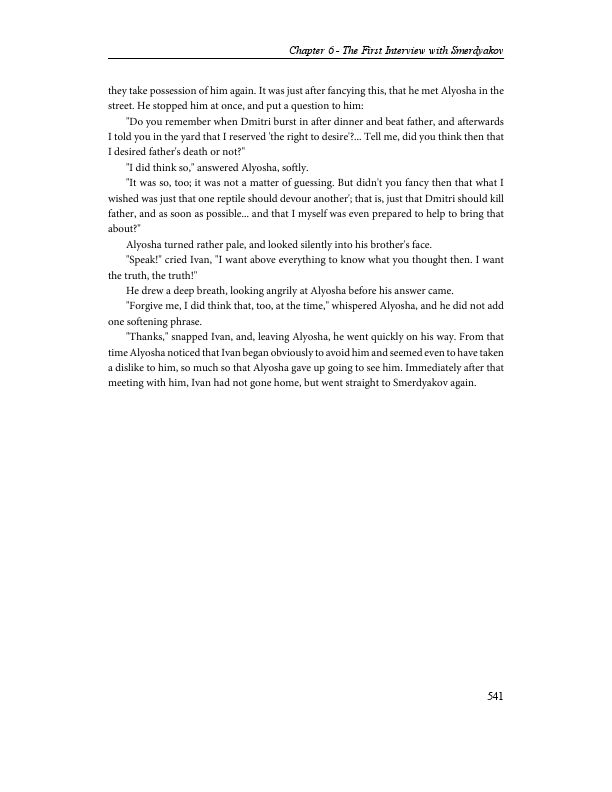 Chapter 6 - The First Interview with Smerdyakov
they take possession of him again. It was just after fancying this, that he met Alyosha in the
street. He stopped him at once, and put a question to him:
"Do you remember when Dmitri burst in after dinner and beat father, and afterwards
I told you in the yard that I reserved 'the right to desire'?... Tell me, did you think then that
I desired father's death or not?"
"I did think so," answered Alyosha, softly.
"It was so, too; it was not a matter of guessing. But didn't you fancy then that what I
wished was just that one reptile should devour another'; that is, just that Dmitri should kill
father, and as soon as possible... and that I myself was even prepared to help to bring that
about?"
Alyosha turned rather pale, and looked silently into his brother's face.
"Speak!" cried Ivan, "I want above everything to know what you thought then. I want
the truth, the truth!"
He drew a deep breath, looking angrily at Alyosha before his answer came.
"Forgive me, I did think that, too, at the time," whispered Alyosha, and he did not add
one softening phrase.
"Thanks," snapped Ivan, and, leaving Alyosha, he went quickly on his way. From that
time Alyosha noticed that Ivan began obviously to avoid him and seemed even to have taken
a dislike to him, so much so that Alyosha gave up going to see him. Immediately after that
meeting with him, Ivan had not gone home, but went straight to Smerdyakov again.
541